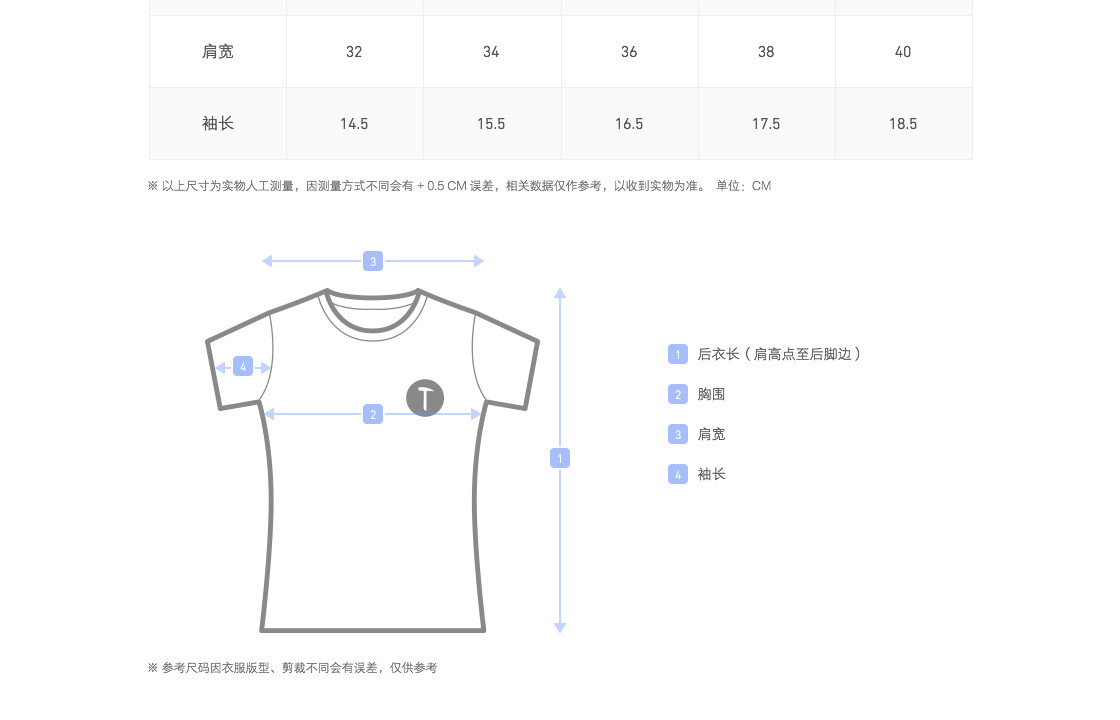 肩宽 32 34 36 38 40
袖长 14.5 15.5 16.5 17.5 18.5
※ 以上尺寸为实物人工测量，因测量方式不同会有 + 0.5 CM 误差，相关数据仅作参考，以收到实物为准。 单位：CM
3
4
2
T
1
1 后衣长（肩高点至后脚边）
2 胸围
3 肩宽
4 袖长
※ 参考尺码因衣服版型、剪裁不同会有误差，仅供参考